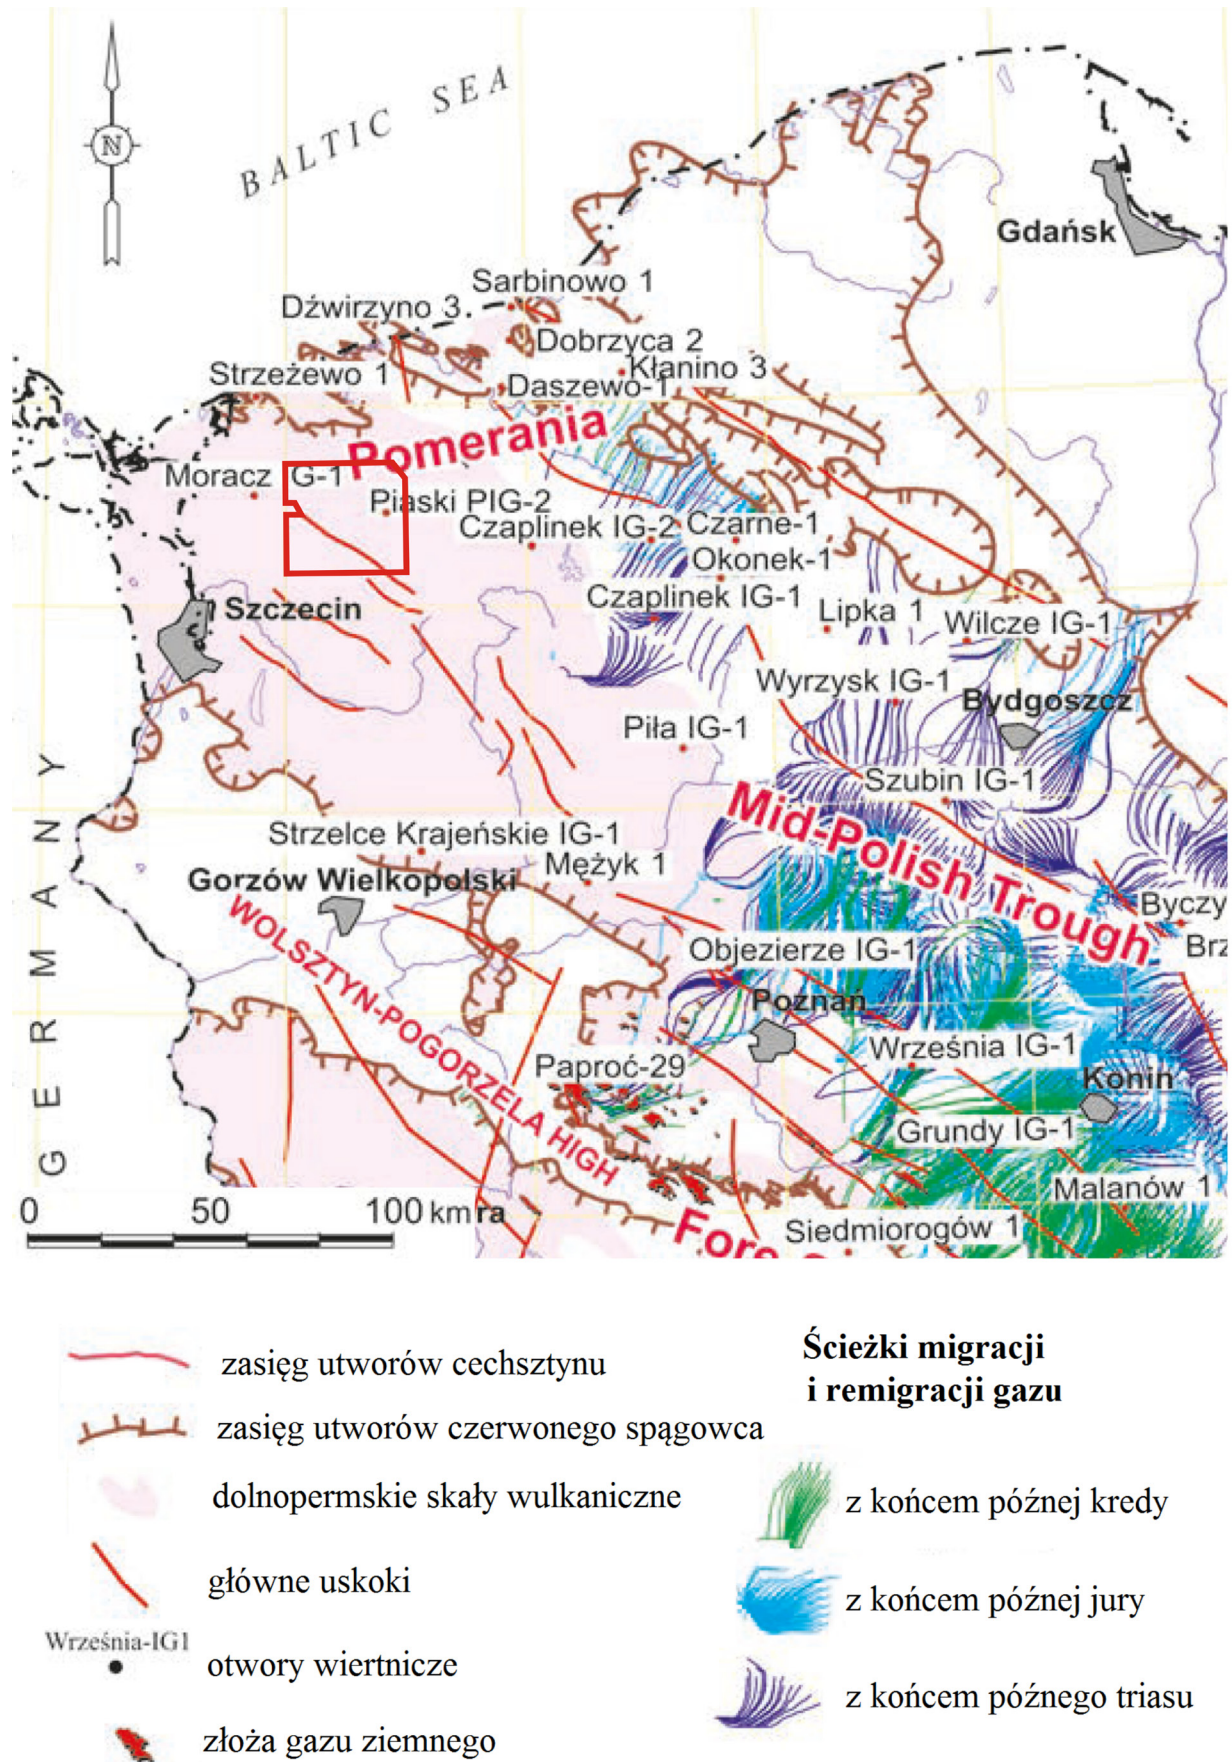 N
BALTIC SEA
Gdańsk
Sarbinowo 1
Dźwirzyno 3
Dobrzyca 2
Kłanino 3
Strzeżewo 1
Daszewo-1
Pomerania
Moracz IG-1
Piaski PIG-2
Czaplinek IG-2
Czarne-1
Okonek-1
Szczecin
Czaplinek IG-1
Lipka 1
Wilcze IG-1
Wyrzysk IG-1
Bydgoszcz
Piła IG-1
Szubin IG-1
GERMANY
Mid-Polish Trough
Strzelce Krajeńskie IG-1
Mężyk 1
Gorzów Wielkopolski
Byczy
Brz
WOLSZTYN-POGORZELA HIGH
Objezierze IG-1
Poznań
Września IG-1
Paproć-29
Konin
Grundy IG-1
Malanów 1
0 50 100 km
ra
Siedmiorogów 1
Fore
zasięg utworów cechsztynu
zasięg utworów czerwonego spągowca
dolnopermskie skały wulkaniczne
główne uskoki
Września-IG1
otwory wiertnicze
złoża gazu ziemnego
Ścieżki migracji
i remigracji gazu
z końcem późnej kredy
z końcem późnej jury
z końcem późnego triasu